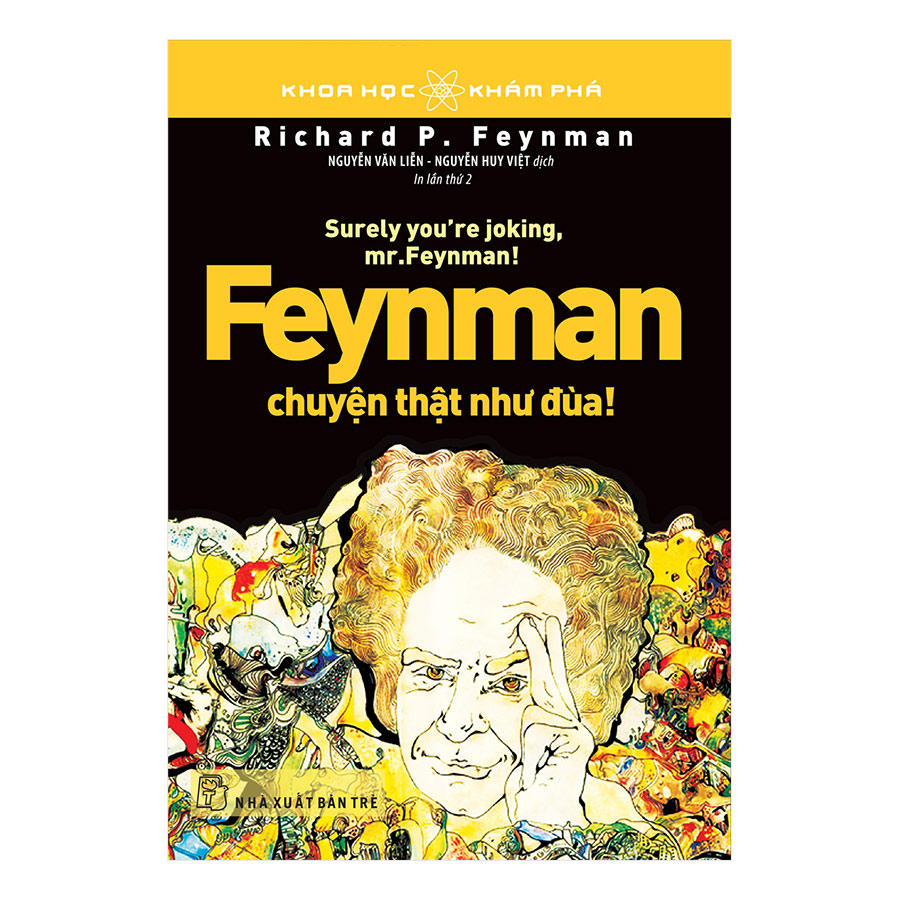 KHOA HỌC KHÁM PHÁ
Richard P. Feynman
NGUYỄN VĂN LIỄN - NGUYỄN HUY VIỆT dịch
In lần thứ 2
Surely you're joking,
mr.Feynman!
Feynman
chuyện thật như đùa!
NHÀ XUẤT BẢN TRẺ